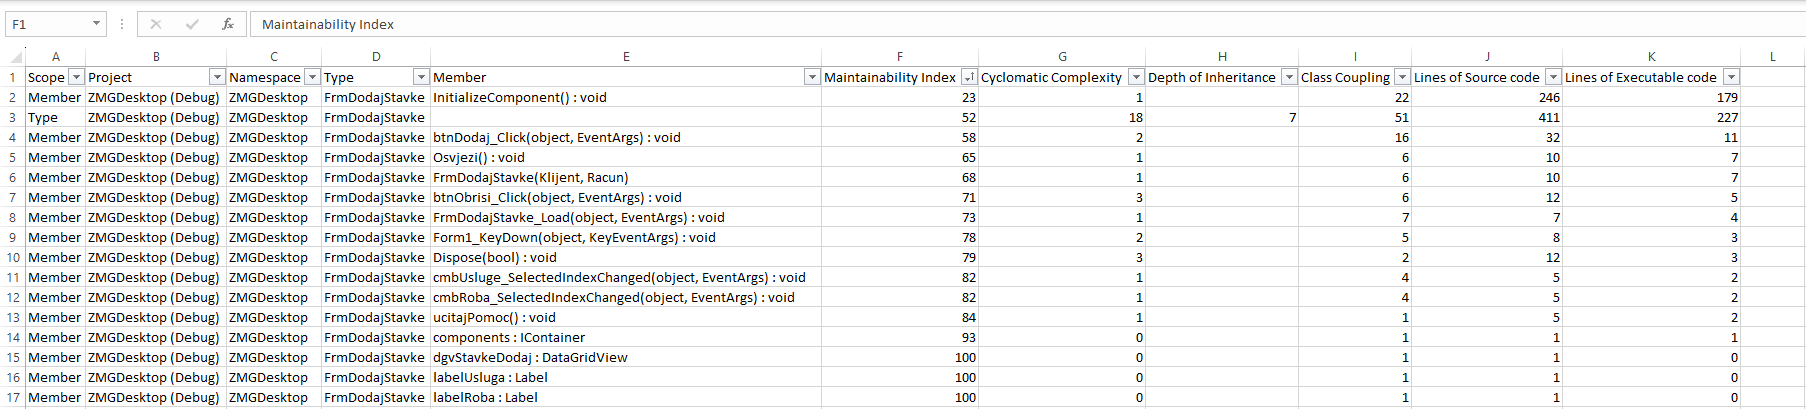 F1 fx Maintainability Index
A B C D E F G H I J K L
1 Scope Project Namespace Type Member Maintainability Index Cyclomatic Complexity Depth of Inheritance Class Coupling Lines of Source code Lines of Executable code
2 Member ZMGDesktop (Debug) ZMGDesktop FrmDodajStavke InitializeComponent() : void 23 1 22 246 179
3 Type ZMGDesktop (Debug) ZMGDesktop FrmDodajStavke 52 18 7 51 411 227
4 Member ZMGDesktop (Debug) ZMGDesktop FrmDodajStavke btnDodaj_Click(object, EventArgs) : void 58 2 16 32 11
5 Member ZMGDesktop (Debug) ZMGDesktop FrmDodajStavke Osvjezi() : void 65 1 6 10 7
6 Member ZMGDesktop (Debug) ZMGDesktop FrmDodajStavke FrmDodajStavke(Klijent, Racun) 68 1 6 10 7
7 Member ZMGDesktop (Debug) ZMGDesktop FrmDodajStavke btnObrisi_Click(object, EventArgs) : void 71 3 6 12 5
8 Member ZMGDesktop (Debug) ZMGDesktop FrmDodajStavke FrmDodajStavke_Load(object, EventArgs) : void 73 1 7 7 4
9 Member ZMGDesktop (Debug) ZMGDesktop FrmDodajStavke Form1_KeyDown(object, KeyEventArgs) : void 78 2 5 8 3
10 Member ZMGDesktop (Debug) ZMGDesktop FrmDodajStavke Dispose(bool) : void 79 3 2 12 3
11 Member ZMGDesktop (Debug) ZMGDesktop FrmDodajStavke cmbUsluge_SelectedIndexChanged(object, EventArgs) : void 82 1 4 5 2
12 Member ZMGDesktop (Debug) ZMGDesktop FrmDodajStavke cmbRoba_SelectedIndexChanged(object, EventArgs) : void 82 1 4 5 2
13 Member ZMGDesktop (Debug) ZMGDesktop FrmDodajStavke ucitajPomoc() : void 84 1 1 5 2
14 Member ZMGDesktop (Debug) ZMGDesktop FrmDodajStavke components : IContainer 93 0 1 1 1
15 Member ZMGDesktop (Debug) ZMGDesktop FrmDodajStavke dgvStavkeDodaj : DataGridView 100 0 1 1 0
16 Member ZMGDesktop (Debug) ZMGDesktop FrmDodajStavke labelUsluga : Label 100 0 1 1 0
17 Member ZMGDesktop (Debug) ZMGDesktop FrmDodajStavke labelRoba : Label 100 0 1 1 0